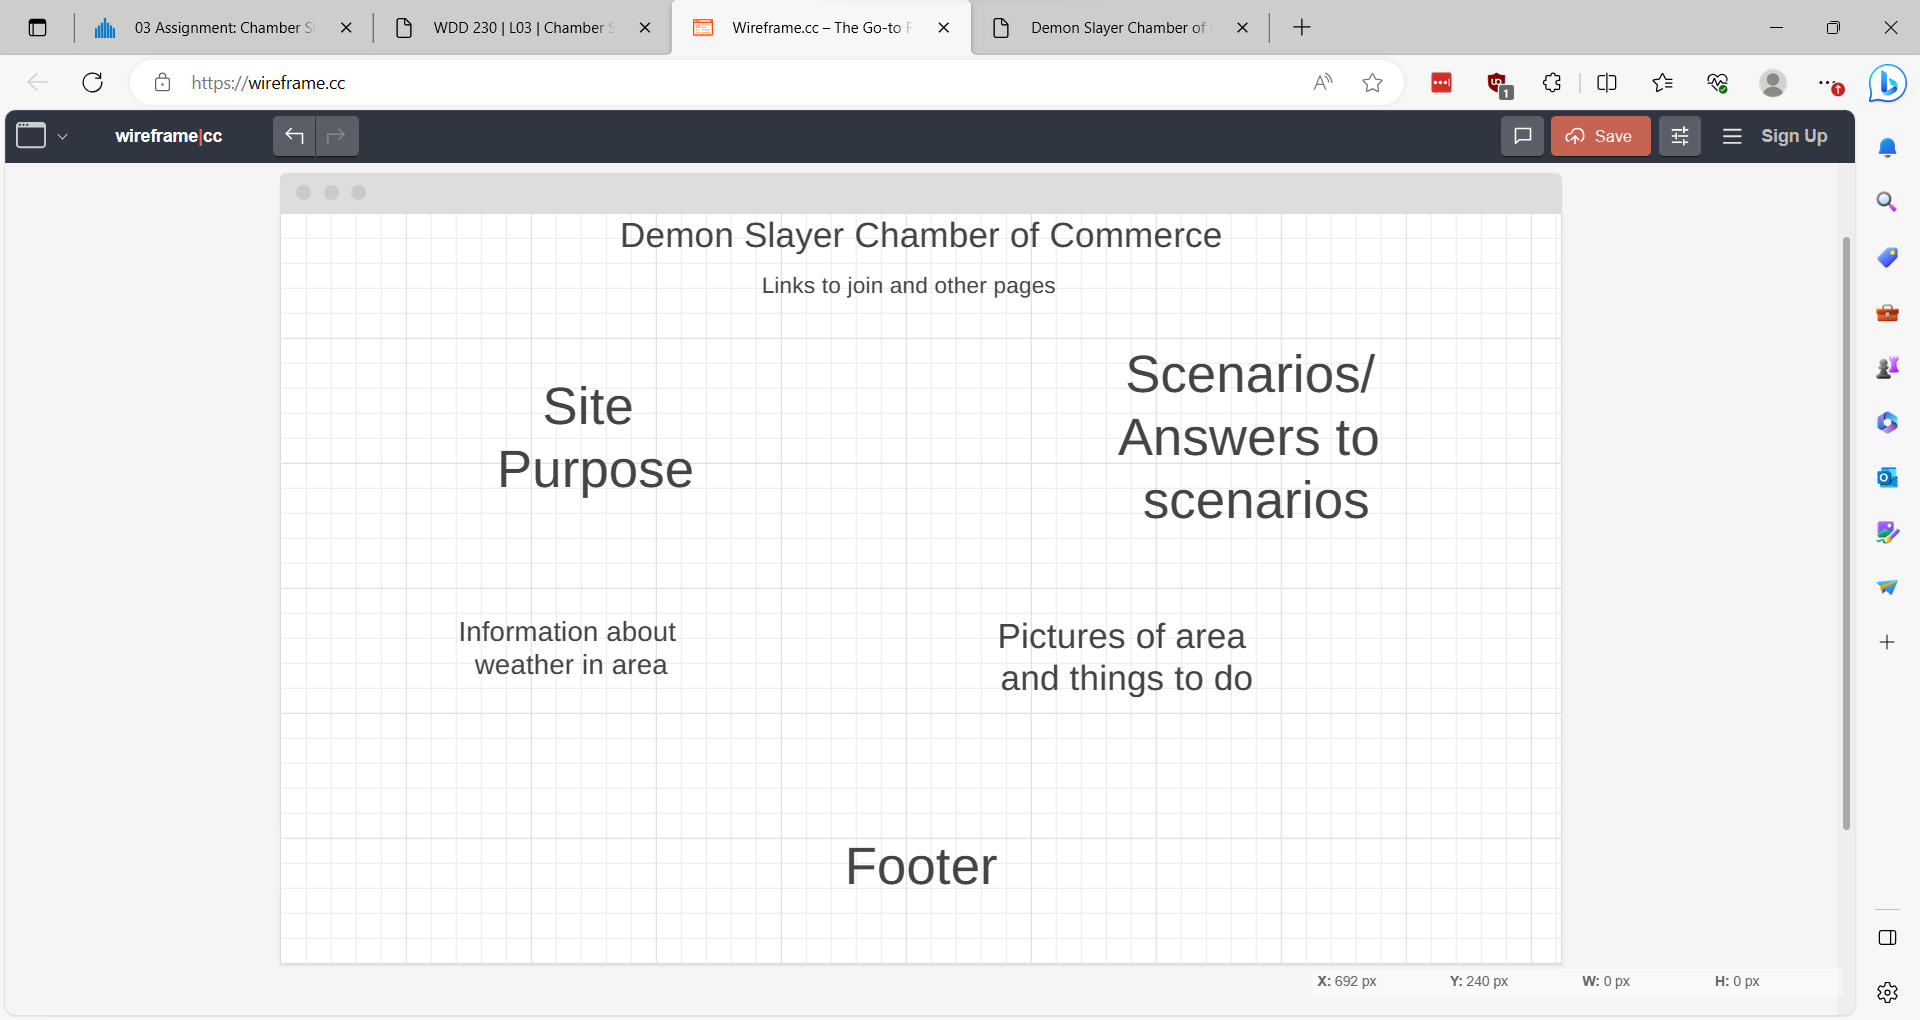 03 Assignment: Chamber Si
WDD 230 | L03 | Chamber S
Wireframe.cc – The Go-to F
Demon Slayer Chamber of
https://wireframe.cc
1
wireframe|cc
Save
Sign Up
Demon Slayer Chamber of Commerce
Links to join and other pages
Site
Purpose
Scenarios/
Answers to
scenarios
Information about
weather in area
Pictures of area
and things to do
Footer
X: 692 px
Y: 240 px
W: 0 px
H: 0 px